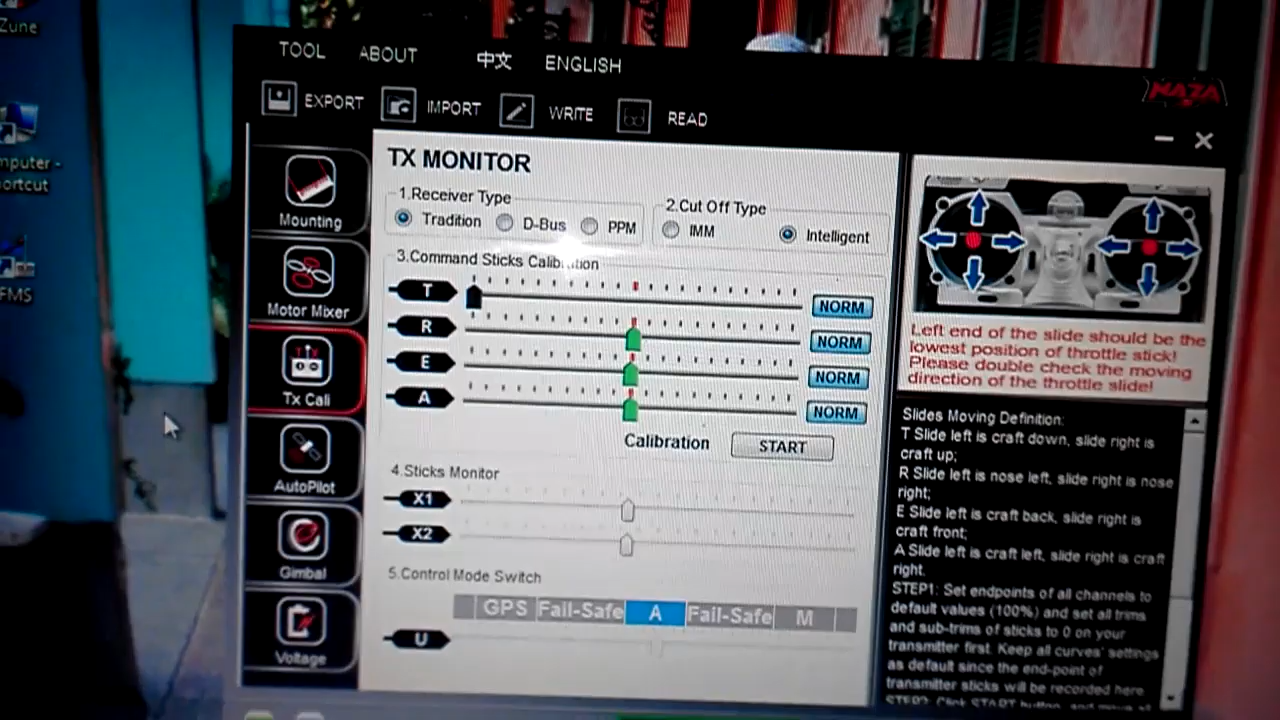 Zune
TOOL ABOUT 中文 ENGLISH
EXPORT IMPORT WRITE READ
NAZA
mputer -
ortcut
FMS
Mounting
Motor Mixer
Tx Cali
AutoPilot
Gimbal
Voltage
TX MONITOR
1.Receiver Type
Tradition D-Bus PPM
2.Cut Off Type
IMM Intelligent
3.Command Sticks Calibration
T NORM
R NORM
E NORM
A NORM
Calibration START
4.Sticks Monitor
X1
X2
5.Control Mode Switch
GPS Fail-Safe A Fail-Safe M
U
Left end of the slide should be the
lowest position of throttle stick!
Please double check the moving
direction of the throttle slide!
Slides Moving Definition:
T Slide left is craft down, slide right is
craft up;
R Slide left is nose left, slide right is nose
right;
E Slide left is craft back, slide right is
craft front;
A Slide left is craft left, slide right is craft
right.
STEP1: Set endpoints of all channels to
default values (100%) and set all trims
and sub-trims of sticks to 0 on your
transmitter first. Keep all curves' settings
as default since the end-point of
transmitter sticks will be recorded here
STEP2: Click START button, and move all